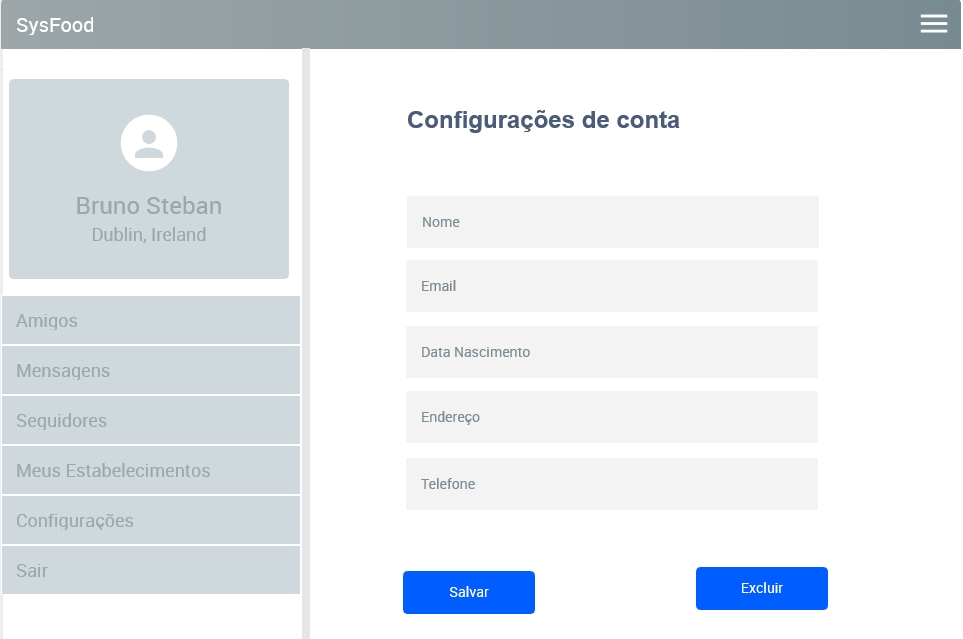 SysFood
Bruno Steban
Dublin, Ireland
Amigos
Mensagens
Seguidores
Meus Estabelecimentos
Configurações
Sair
Configurações de conta
Nome
Email
Data Nascimento
Endereço
Telefone
Salvar
Excluir